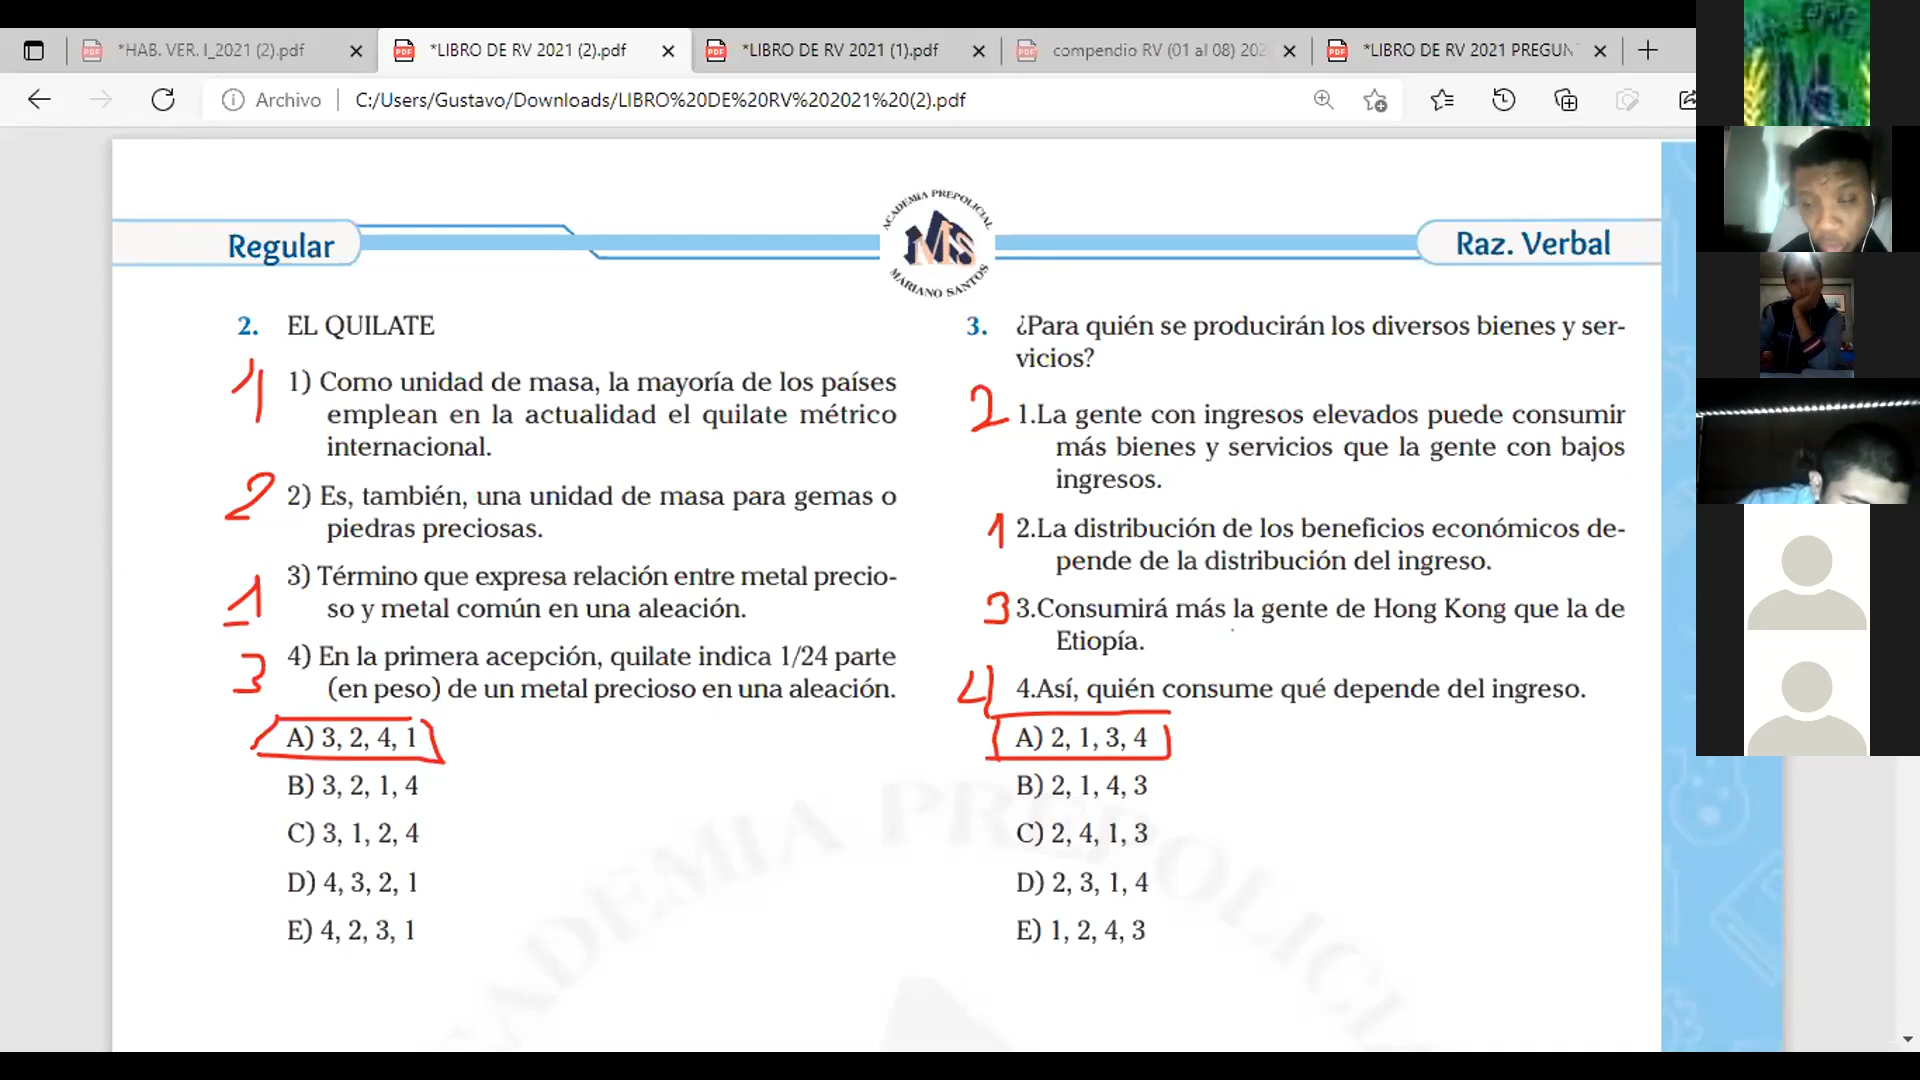 *HAB. VER. I_2021 (2).pdf
*LIBRO DE RV 2021 (2).pdf
*LIBRO DE RV 2021 (1).pdf
compendio RV (01 al 08) 202
*LIBRO DE RV 2021 PREGUN
Archivo
C:/Users/Gustavo/Downloads/LIBRO%20DE%20RV%202021%20(2).pdf
Regular
ACADEMIA PREPOLICIAL
MS
MARIANO SANTOS
Raz. Verbal
2. EL QUILATE
1
1) Como unidad de masa, la mayoría de los países
emplean en la actualidad el quilate métrico
internacional.
2
2) Es, también, una unidad de masa para gemas o
piedras preciosas.
1
3) Término que expresa relación entre metal precio-
so y metal común en una aleación.
3
4) En la primera acepción, quilate indica 1/24 parte
(en peso) de un metal precioso en una aleación.
A) 3, 2, 4, 1
B) 3, 2, 1, 4
C) 3, 1, 2, 4
D) 4, 3, 2, 1
E) 4, 2, 3, 1
3. ¿Para quién se producirán los diversos bienes y ser-
vicios?
2
1.La gente con ingresos elevados puede consumir
más bienes y servicios que la gente con bajos
ingresos.
1
2.La distribución de los beneficios económicos de-
pende de la distribución del ingreso.
3
3.Consumirá más la gente de Hong Kong que la de
Etiopía.
4
4.Así, quién consume qué depende del ingreso.
A) 2, 1, 3, 4
B) 2, 1, 4, 3
C) 2, 4, 1, 3
D) 2, 3, 1, 4
E) 1, 2, 4, 3
ACADEMIA PREPOLICIA